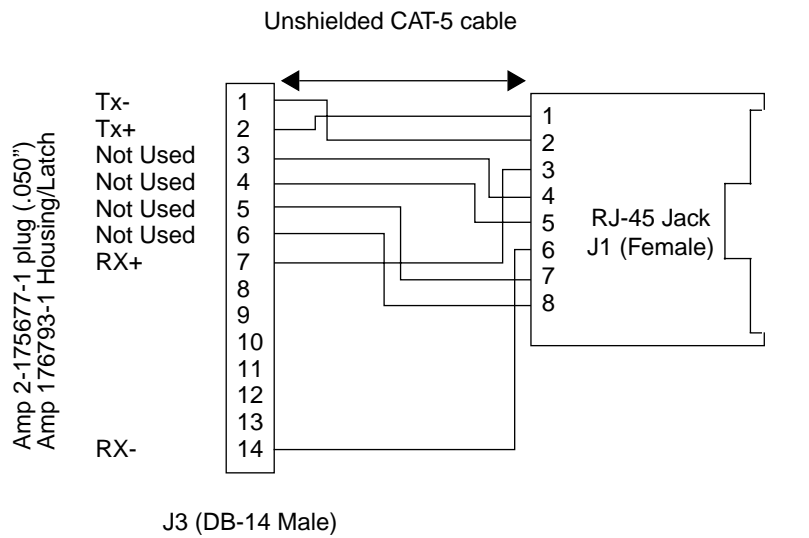 Unshielded CAT-5 cable
Amp 2-175677-1 plug (.050”)
Amp 176793-1 Housing/Latch
Tx- 1
Tx+ 2
Not Used 3
Not Used 4
Not Used 5
Not Used 6
RX+ 7
8
9
10
11
12
13
RX- 14
1
2
3
4
5
6
7
8
RJ-45 Jack
J1 (Female)
J3 (DB-14 Male)